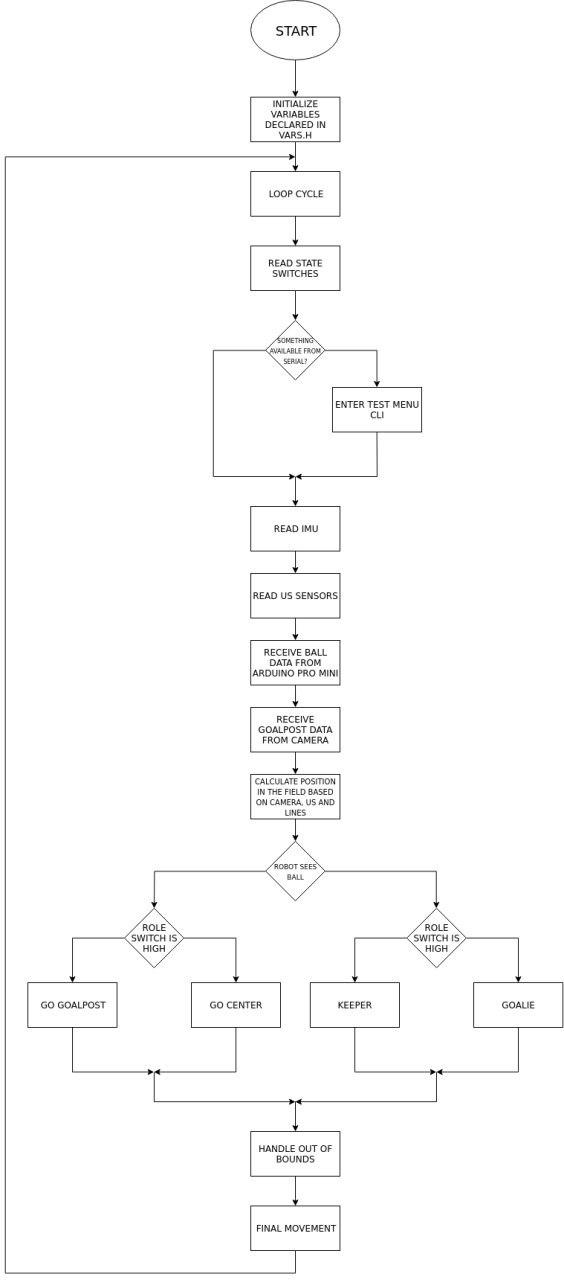 START
INITIALIZE
VARIABLES
DECLARED IN
VARS.H
LOOP CYCLE
READ STATE
SWITCHES
SOMETHING
AVAILABLE FROM
SERIAL?
ENTER TEST MENU
CLI
READ IMU
READ US SENSORS
RECEIVE BALL
DATA FROM
ARDUINO PRO MINI
RECEIVE
GOALPOST DATA
FROM CAMERA
CALCULATE POSITION
IN THE FIELD BASED
ON CAMERA, US AND
LINES
ROBOT SEES
BALL
ROLE
SWITCH IS
HIGH
ROLE
SWITCH IS
HIGH
GO GOALPOST
GO CENTER
KEEPER
GOALIE
HANDLE OUT OF
BOUNDS
FINAL MOVEMENT